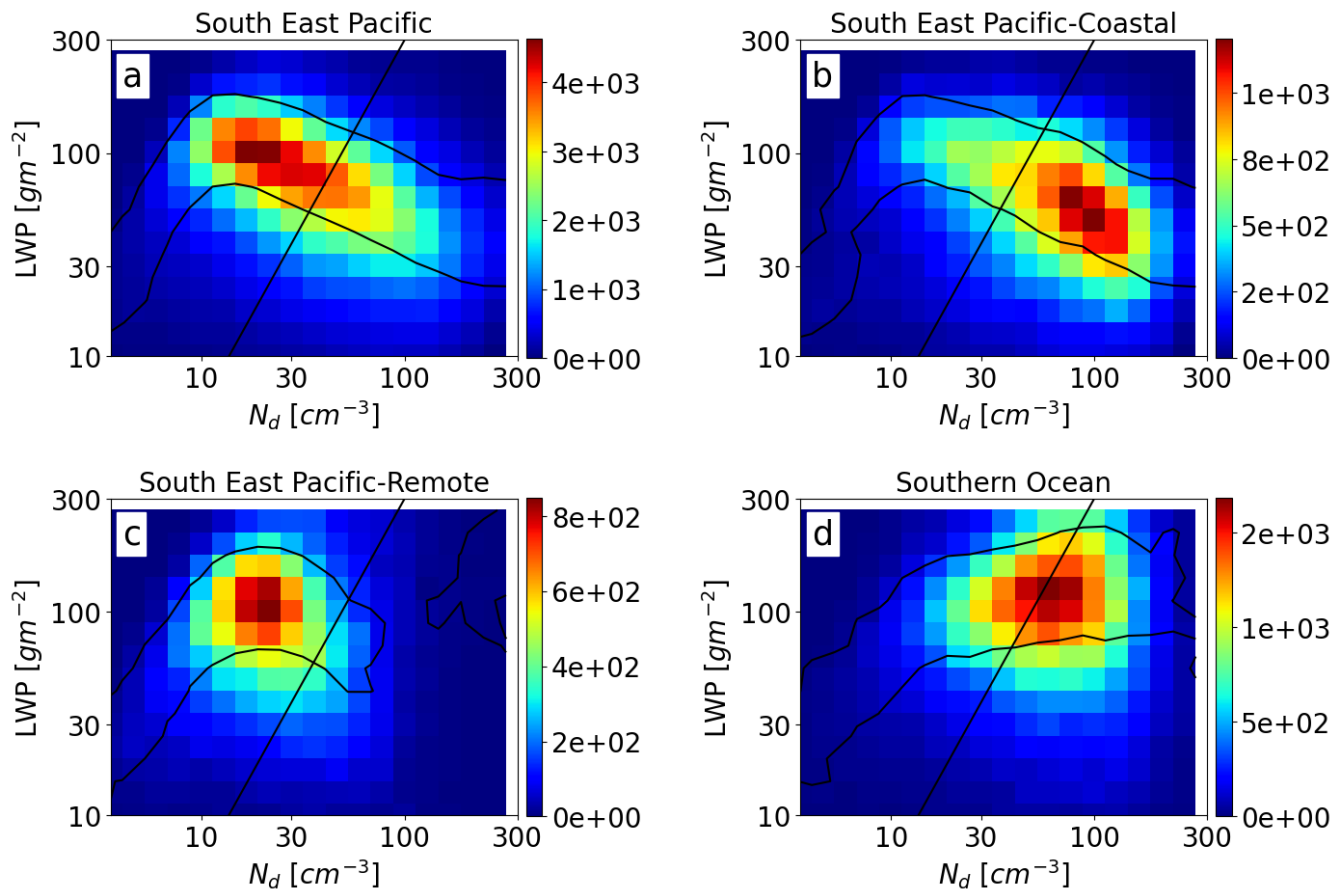 South East Pacific
a
LWP [gm⁻²]
300
100
30
10
10 30 100 300
N_d [cm⁻³]
4e+03
3e+03
2e+03
1e+03
0e+00
South East Pacific-Coastal
b
LWP [gm⁻²]
300
100
30
10
10 30 100 300
N_d [cm⁻³]
1e+03
8e+02
5e+02
2e+02
0e+00
South East Pacific-Remote
c
LWP [gm⁻²]
300
100
30
10
10 30 100 300
N_d [cm⁻³]
8e+02
6e+02
4e+02
2e+02
0e+00
Southern Ocean
d
LWP [gm⁻²]
300
100
30
10
10 30 100 300
N_d [cm⁻³]
2e+03
1e+03
5e+02
0e+00